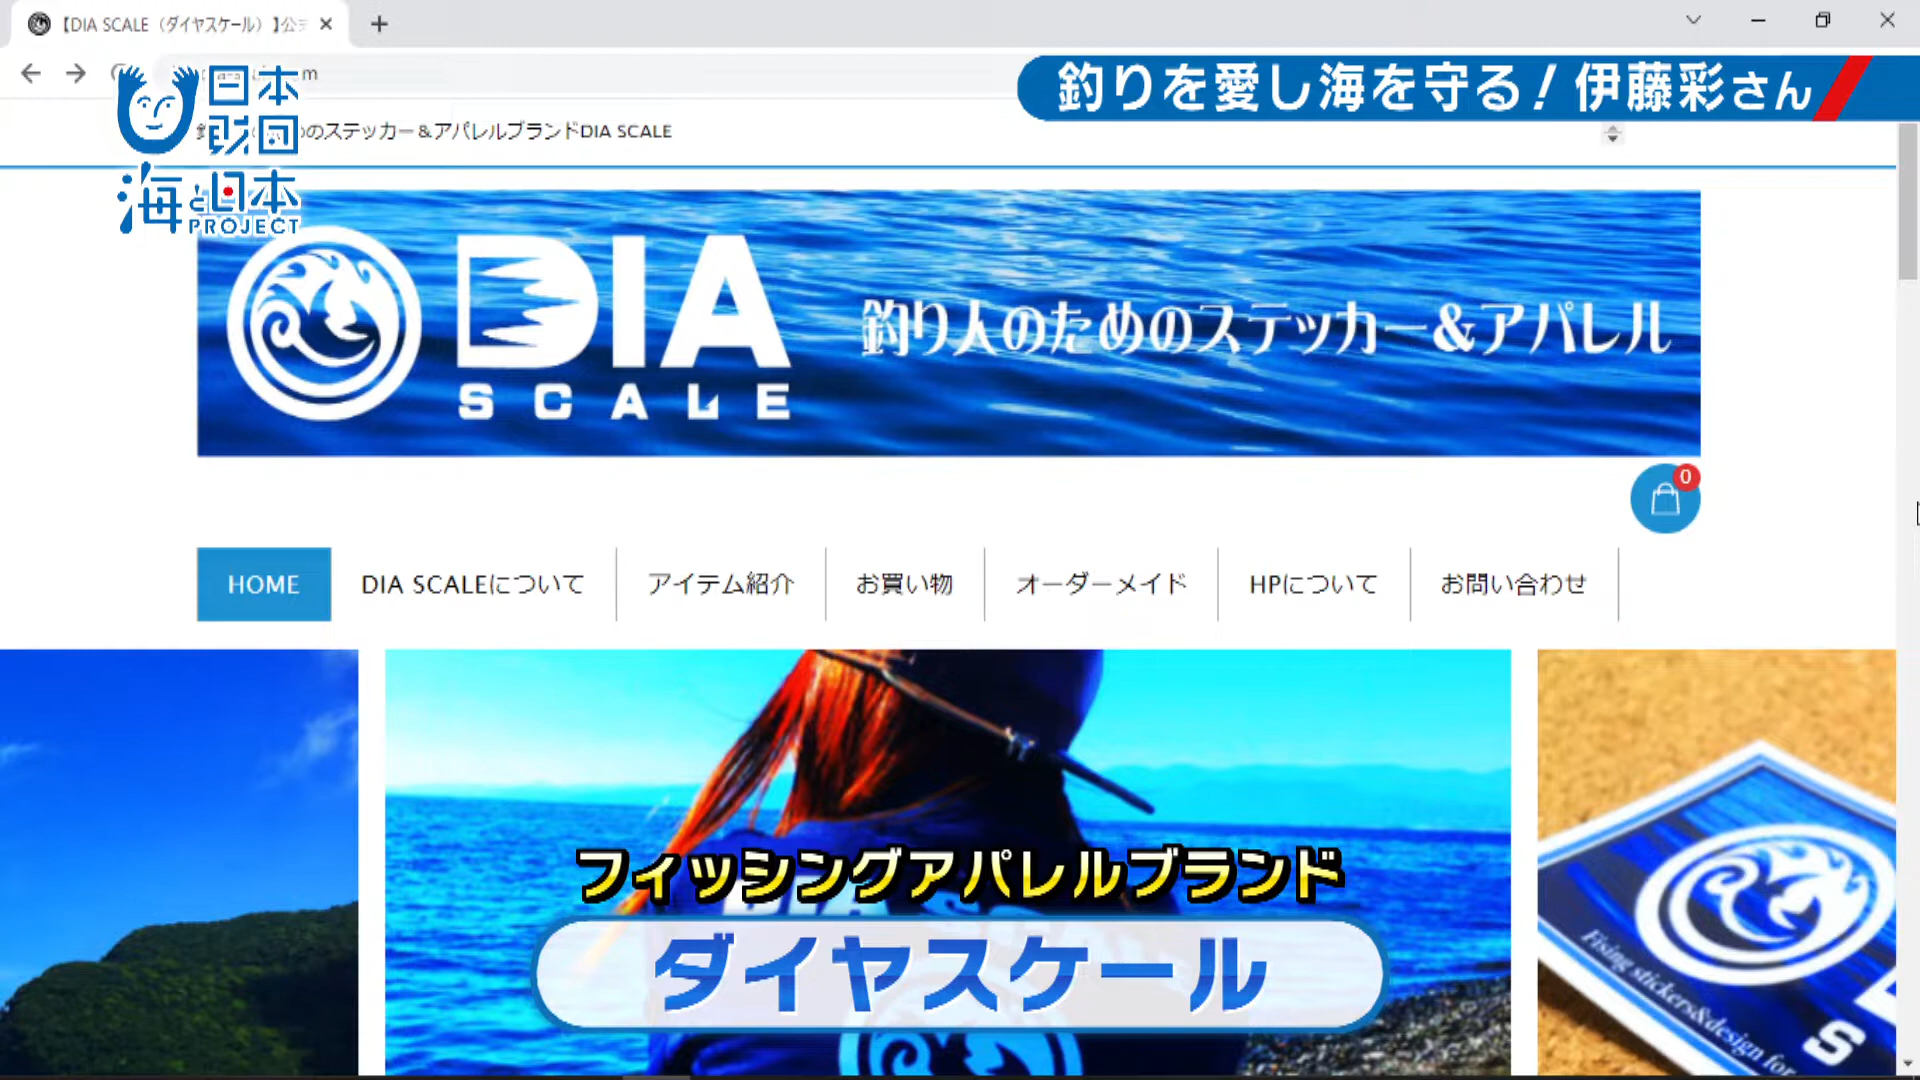 【DIA SCALE（ダイヤスケール）】公式
釣りを愛し海を守る！伊藤彩さん
日本財団
海と日本
PROJECT
のステッカー＆アパレルブランドDIA SCALE
DIA
SCALE
釣り人のためのステッカー＆アパレル
0
HOME
DIA SCALEについて
アイテム紹介
お買い物
オーダーメイド
HPについて
お問い合わせ
フィッシングアパレルブランド
ダイヤスケール
Fising stickers&design for
S